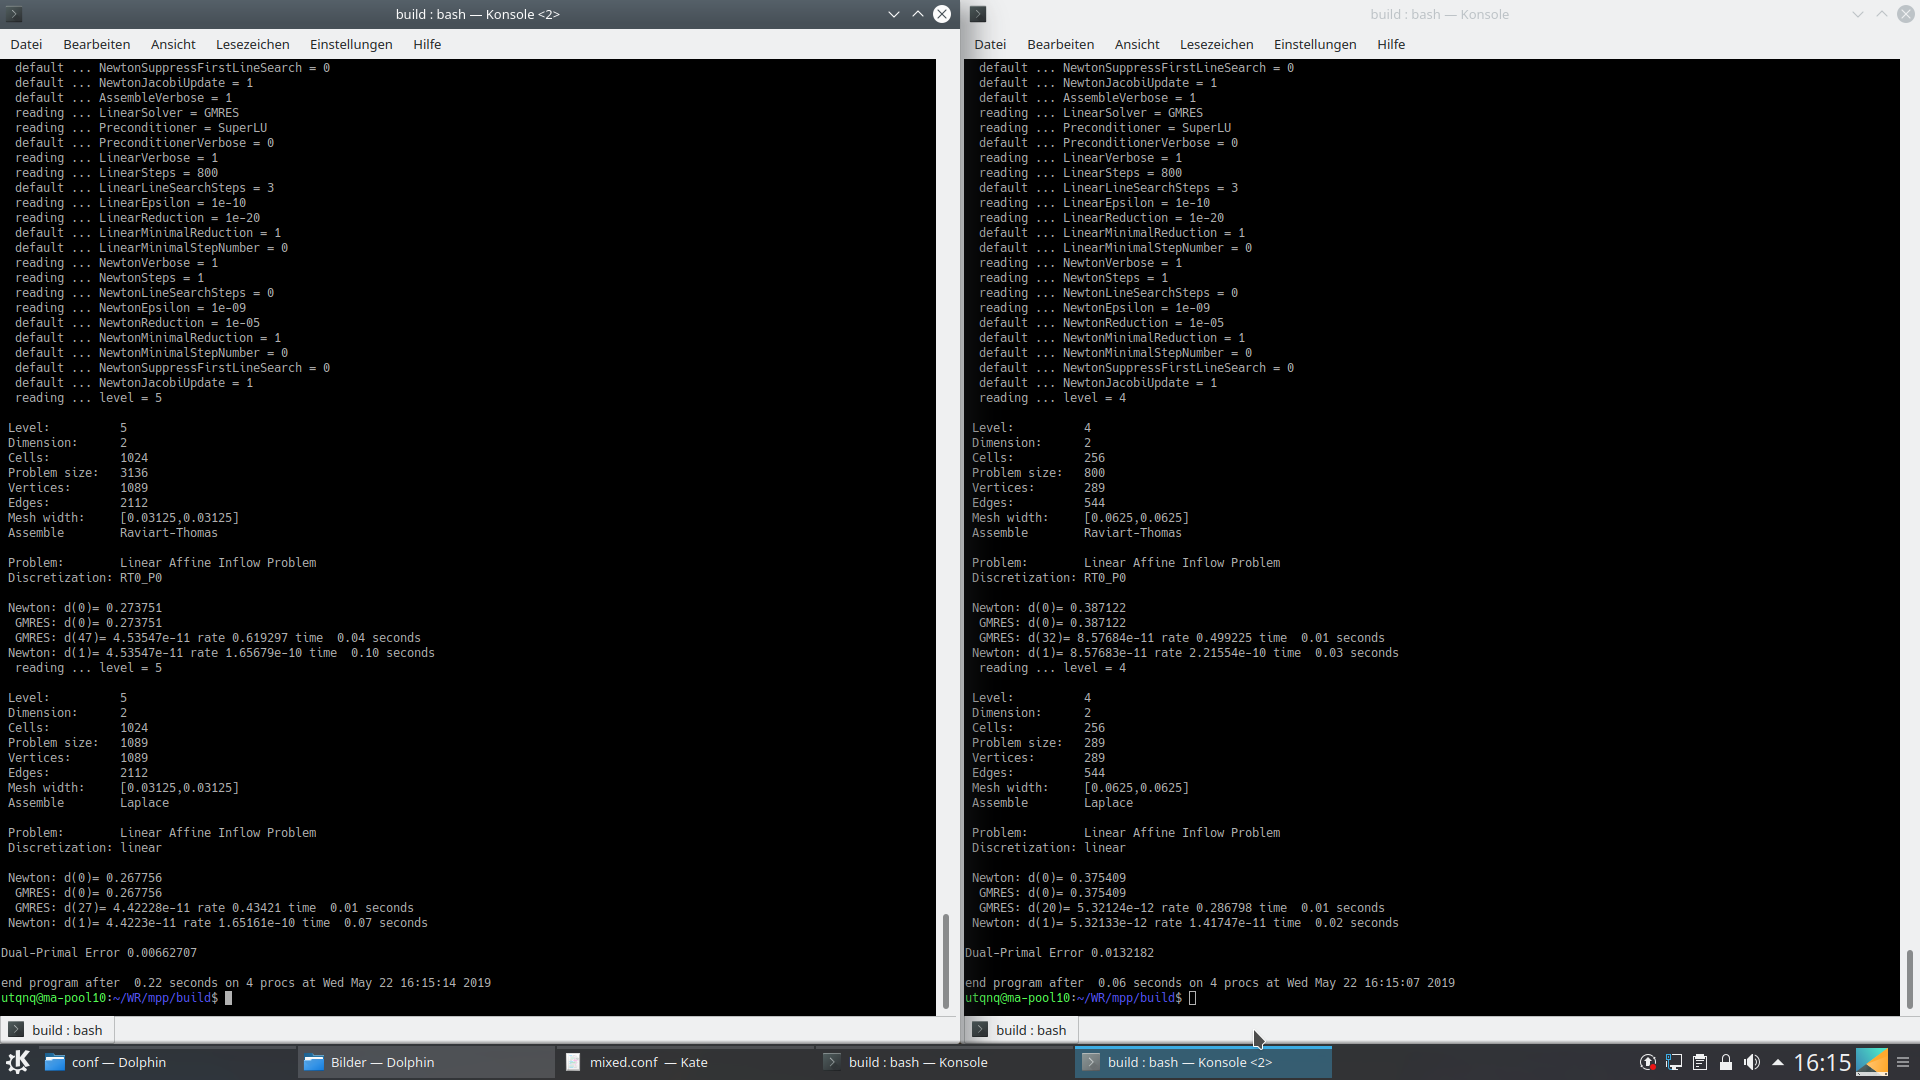 build : bash — Konsole <2>
Datei Bearbeiten Ansicht Lesezeichen Einstellungen Hilfe
default ... NewtonSuppressFirstLineSearch = 0
default ... NewtonJacobiUpdate = 1
default ... AssembleVerbose = 1
reading ... LinearSolver = GMRES
reading ... Preconditioner = SuperLU
default ... PreconditionerVerbose = 0
reading ... LinearVerbose = 1
reading ... LinearSteps = 800
default ... LinearLineSearchSteps = 3
reading ... LinearEpsilon = 1e-10
reading ... LinearReduction = 1e-20
default ... LinearMinimalReduction = 1
default ... LinearMinimalStepNumber = 0
reading ... NewtonVerbose = 1
reading ... NewtonSteps = 1
reading ... NewtonLineSearchSteps = 0
reading ... NewtonEpsilon = 1e-09
default ... NewtonReduction = 1e-05
default ... NewtonMinimalReduction = 1
default ... NewtonMinimalStepNumber = 0
default ... NewtonSuppressFirstLineSearch = 0
default ... NewtonJacobiUpdate = 1
reading ... level = 5
Level: 5
Dimension: 2
Cells: 1024
Problem size: 3136
Vertices: 1089
Edges: 2112
Mesh width: [0.03125,0.03125]
Assemble Raviart-Thomas
Problem: Linear Affine Inflow Problem
Discretization: RT0_P0
Newton: d(0)= 0.273751
GMRES: d(0)= 0.273751
GMRES: d(47)= 4.53547e-11 rate 0.619297 time 0.04 seconds
Newton: d(1)= 4.53547e-11 rate 1.65679e-10 time 0.10 seconds
reading ... level = 5
Level: 5
Dimension: 2
Cells: 1024
Problem size: 1089
Vertices: 1089
Edges: 2112
Mesh width: [0.03125,0.03125]
Assemble Laplace
Problem: Linear Affine Inflow Problem
Discretization: linear
Newton: d(0)= 0.267756
GMRES: d(0)= 0.267756
GMRES: d(27)= 4.42228e-11 rate 0.43421 time 0.01 seconds
Newton: d(1)= 4.4223e-11 rate 1.65161e-10 time 0.07 seconds
Dual-Primal Error 0.00662707
end program after 0.22 seconds on 4 procs at Wed May 22 16:15:14 2019
utqnq@ma-pool10:~/WR/mpp/build$
build : bash
build : bash — Konsole
Datei Bearbeiten Ansicht Lesezeichen Einstellungen Hilfe
default ... NewtonSuppressFirstLineSearch = 0
default ... NewtonJacobiUpdate = 1
default ... AssembleVerbose = 1
reading ... LinearSolver = GMRES
reading ... Preconditioner = SuperLU
default ... PreconditionerVerbose = 0
reading ... LinearVerbose = 1
reading ... LinearSteps = 800
default ... LinearLineSearchSteps = 3
reading ... LinearEpsilon = 1e-10
reading ... LinearReduction = 1e-20
reading ... LinearMinimalReduction = 1
default ... LinearMinimalStepNumber = 0
reading ... NewtonVerbose = 1
reading ... NewtonSteps = 1
reading ... NewtonLineSearchSteps = 0
reading ... NewtonEpsilon = 1e-09
default ... NewtonReduction = 1e-05
default ... NewtonMinimalReduction = 1
default ... NewtonMinimalStepNumber = 0
default ... NewtonSuppressFirstLineSearch = 0
default ... NewtonJacobiUpdate = 1
reading ... level = 4
Level: 4
Dimension: 2
Cells: 256
Problem size: 800
Vertices: 289
Edges: 544
Mesh width: [0.0625,0.0625]
Assemble Raviart-Thomas
Problem: Linear Affine Inflow Problem
Discretization: RT0_P0
Newton: d(0)= 0.387122
GMRES: d(0)= 0.387122
GMRES: d(32)= 8.57684e-11 rate 0.499225 time 0.01 seconds
Newton: d(1)= 8.57683e-11 rate 2.21554e-10 time 0.03 seconds
reading ... level = 4
Level: 4
Dimension: 2
Cells: 256
Problem size: 289
Vertices: 289
Edges: 544
Mesh width: [0.0625,0.0625]
Assemble Laplace
Problem: Linear Affine Inflow Problem
Discretization: linear
Newton: d(0)= 0.375409
GMRES: d(0)= 0.375409
GMRES: d(20)= 5.32124e-12 rate 0.286798 time 0.01 seconds
Newton: d(1)= 5.32133e-12 rate 1.41747e-11 time 0.02 seconds
Dual-Primal Error 0.0132182
end program after 0.06 seconds on 4 procs at Wed May 22 16:15:07 2019
utqnq@ma-pool10:~/WR/mpp/build$
build : bash
conf — Dolphin
Bilder — Dolphin
mixed.conf — Kate
build : bash — Konsole
build : bash — Konsole <2>
16:15